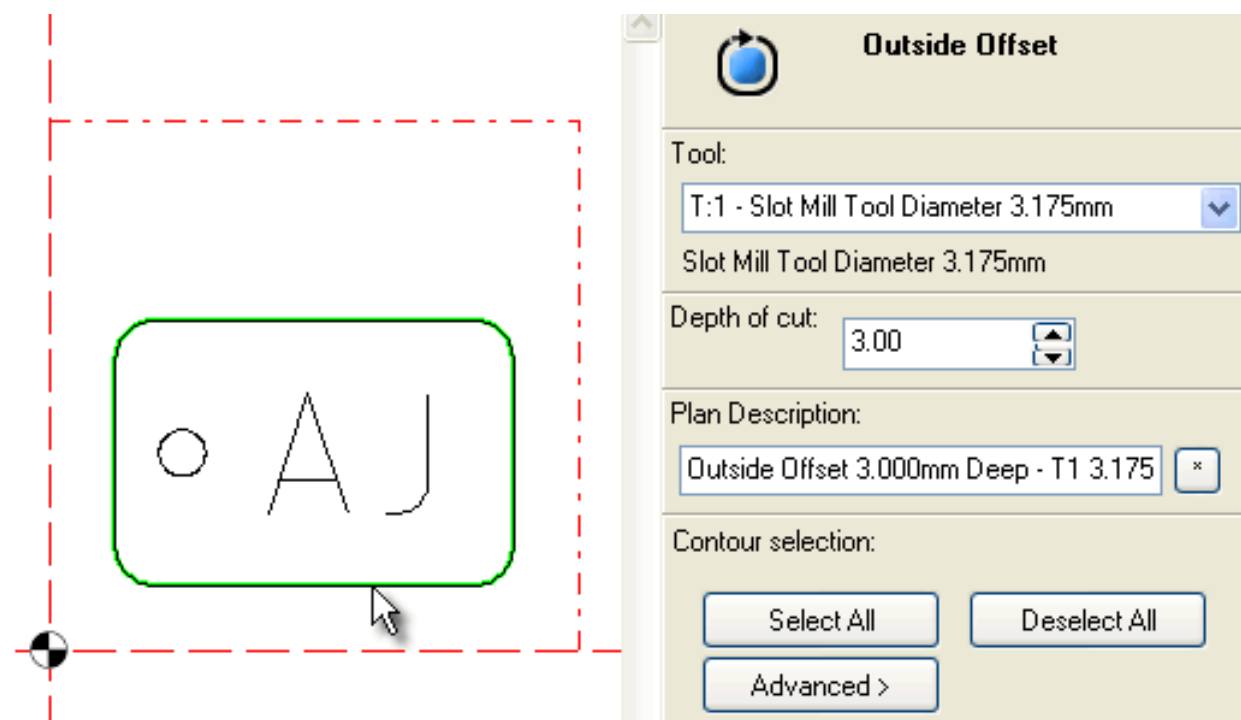 AJ
Outside Offset
Tool:
T:1 - Slot Mill Tool Diameter 3.175mm
Slot Mill Tool Diameter 3.175mm
Depth of cut:
3.00
Plan Description:
Outside Offset 3.000mm Deep - T1 3.175
*
Contour selection:
Select All
Deselect All
Advanced >